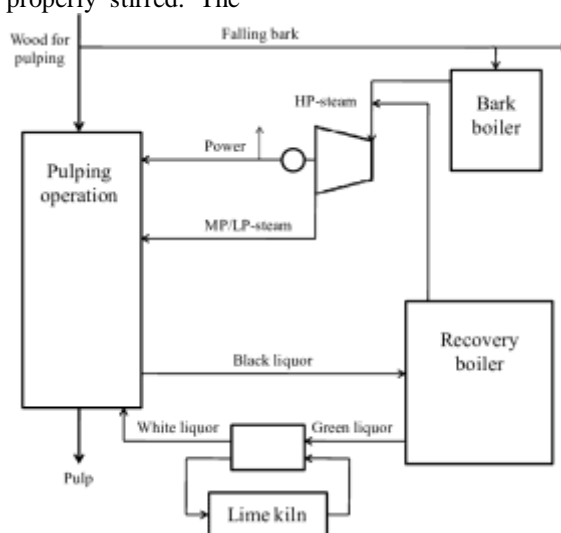 properly stirred. The
Wood for
pulping
Falling bark
HP-steam
Bark
boiler
Power
Pulping
operation
MP/LP-steam
Recovery
boiler
Black liquor
White liquor
Green liquor
Pulp
Lime kiln